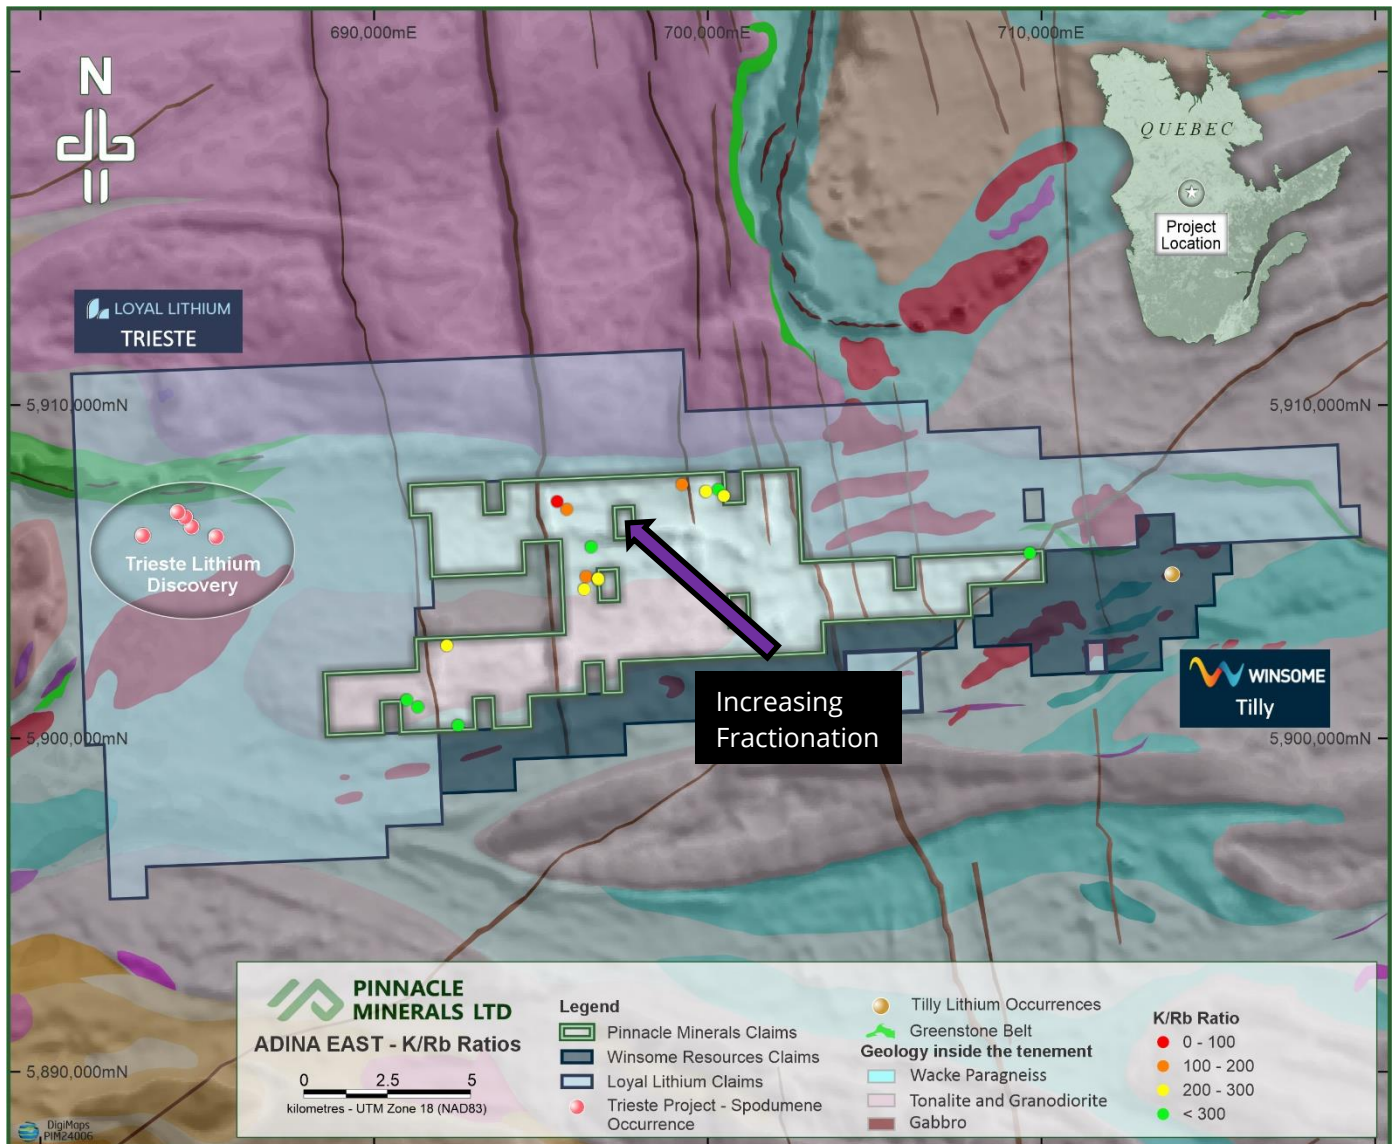 690,000mE
700,000mE
710,000mE
N
QUEBEC
Project
Location
LOYAL LITHIUM
TRIESTE
5,910,000mN
5,910,000mN
Trieste Lithium
Discovery
WINSOME
Tilly
Increasing
Fractionation
5,900,000mN
5,900,000mN
5,890,000mN
PINNACLE
MINERALS LTD
ADINA EAST - K/Rb Ratios
0 2.5 5
kilometres - UTM Zone 18 (NAD83)
Legend
Pinnacle Minerals Claims
Winsome Resources Claims
Loyal Lithium Claims
Trieste Project - Spodumene
Occurrence
Tilly Lithium Occurrences
Greenstone Belt
Geology inside the tenement
Wacke Paragneiss
Tonalite and Granodiorite
Gabbro
K/Rb Ratio
0 - 100
100 - 200
200 - 300
< 300
DigiMaps
PIM24006